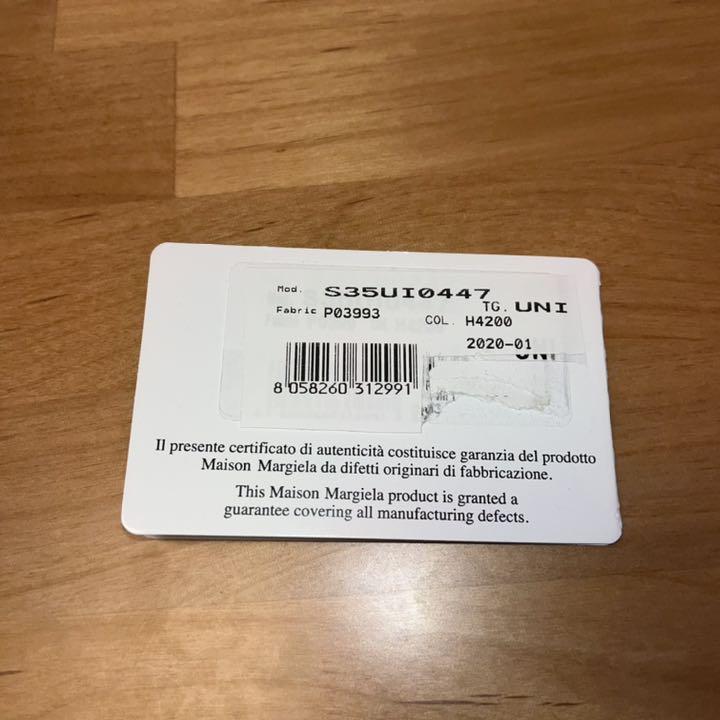 Mod. S35UI0447
Fabric P03993 TG. UNI
COL. H4200
2020-01
UNI
8 058260 312991
Il presente certificato di autenticità costituisce garanzia del prodotto
Maison Margiela da difetti originari di fabbricazione.
This Maison Margiela product is granted a
guarantee covering all manufacturing defects.